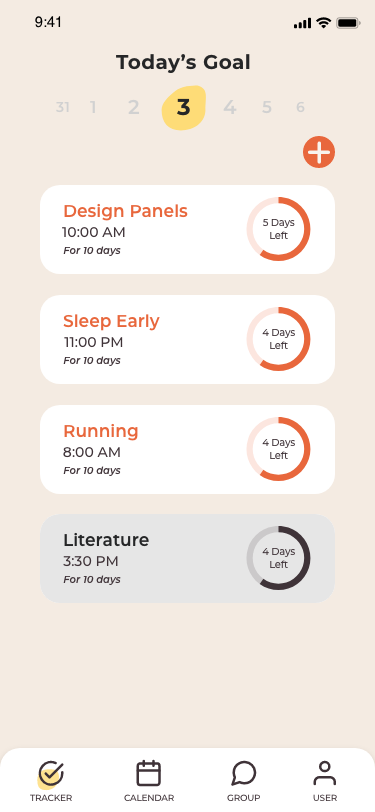 9:41
Today's Goal
31 1 2 3 4 5 6
Design Panels
10:00 AM
For 10 days
5 Days
Left
Sleep Early
11:00 PM
For 10 days
4 Days
Left
Running
8:00 AM
For 10 days
4 Days
Left
Literature
3:30 PM
For 10 days
4 Days
Left
TRACKER CALENDAR GROUP USER